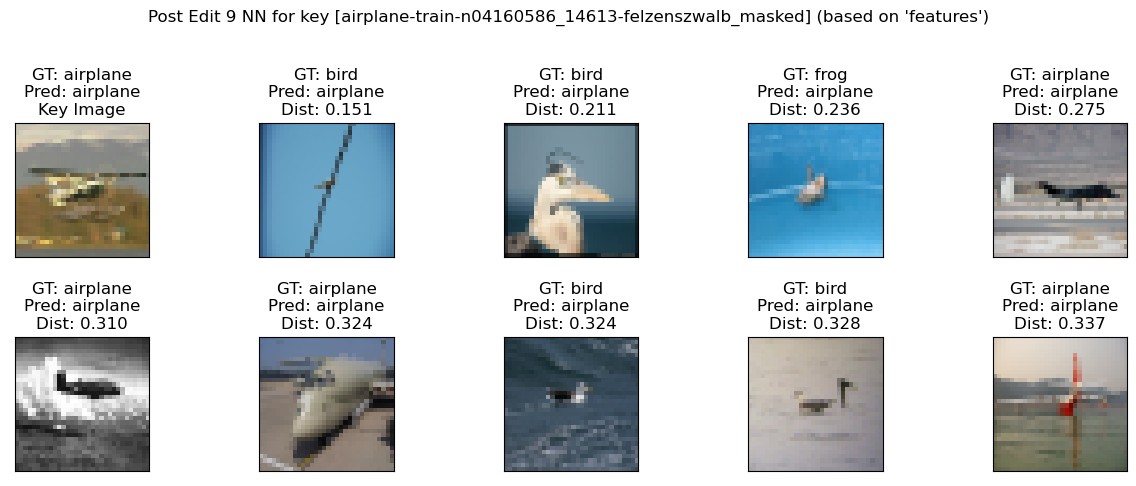 Post Edit 9 NN for key [airplane-train-n04160586_14613-felzenszwalb_masked] (based on 'features')
GT: airplane
Pred: airplane
Key Image
GT: bird
Pred: airplane
Dist: 0.151
GT: bird
Pred: airplane
Dist: 0.211
GT: frog
Pred: airplane
Dist: 0.236
GT: airplane
Pred: airplane
Dist: 0.275
GT: airplane
Pred: airplane
Dist: 0.310
GT: airplane
Pred: airplane
Dist: 0.324
GT: bird
Pred: airplane
Dist: 0.324
GT: bird
Pred: airplane
Dist: 0.328
GT: airplane
Pred: airplane
Dist: 0.337